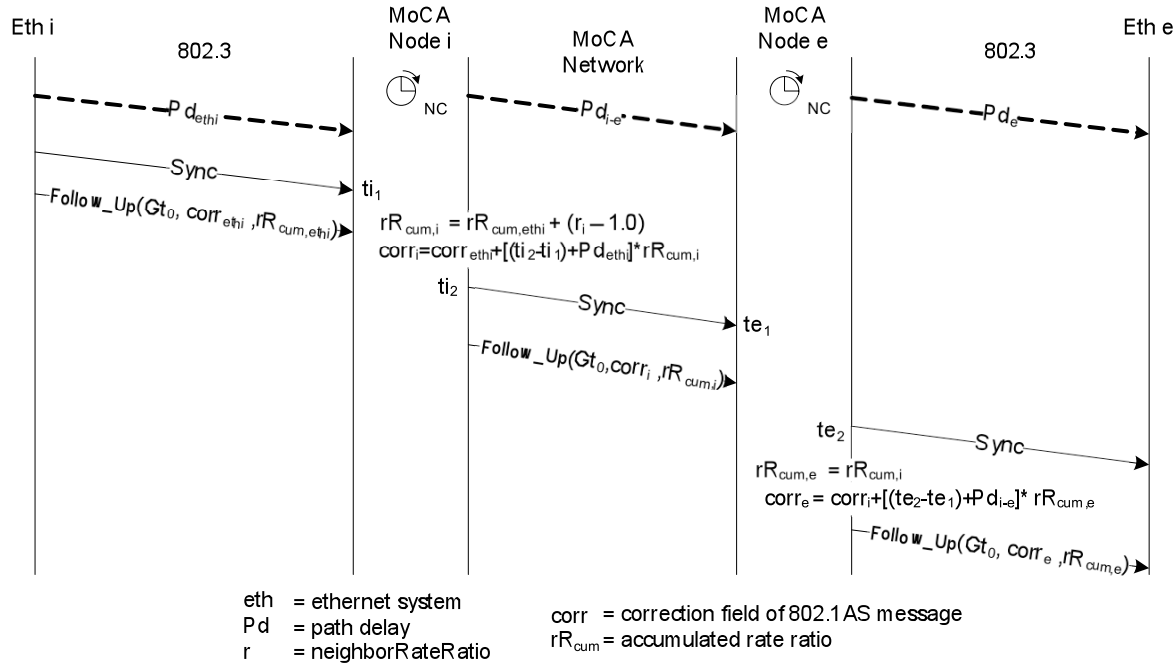 Eth i
802.3
MoCA
Node i
MoCA
Network
MoCA
Node e
802.3
Eth e
NC
NC
Pd_ethi
Pd_i-e
Pd_e
Sync
ti_1
Follow_Up(Gt_0, corr_ethi ,rR_cum,ethi)
rR_cum,i = rR_cum,ethi + (r_i – 1.0)
corr_i=corr_ethi+[(ti_2-ti_1)+Pd_ethi]*rR_cum,i
ti_2
Sync
te_1
Follow_Up(Gt_0,corr_i ,rR_cum,i)
te_2
Sync
rR_cum,e = rR_cum,i
corr_e = corr_i+[(te_2-te_1)+Pd_i-e]* rR_cum,e
Follow_Up(Gt_0, corr_e ,rR_cum,e)
eth = ethernet system
Pd = path delay
r = neighborRateRatio
corr = correction field of 802.1AS message
rR_cum = accumulated rate ratio